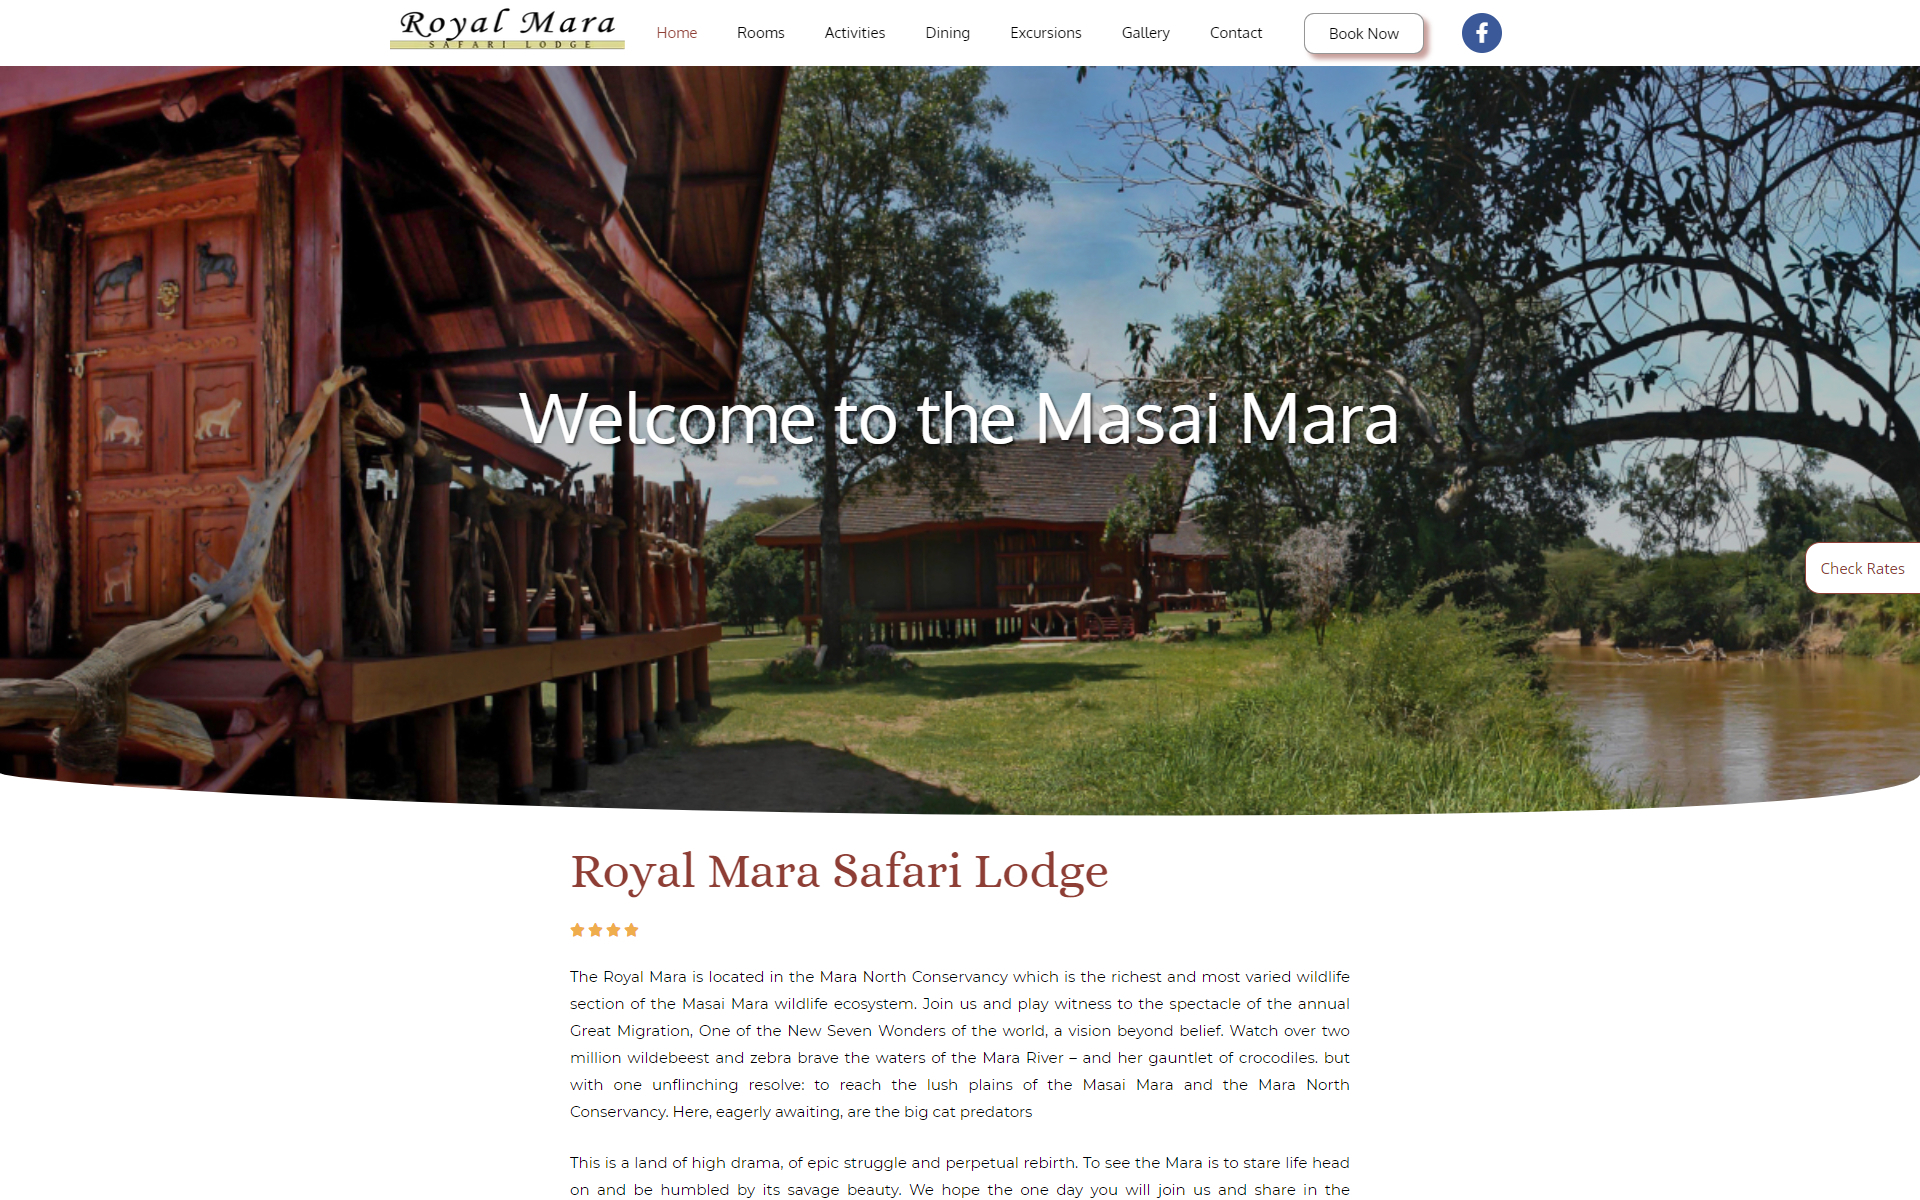 Royal Mara
SAFARI LODGE
Home
Rooms
Activities
Dining
Excursions
Gallery
Contact
Book Now
Welcome to the Masai Mara
Check Rates
Royal Mara Safari Lodge
The Royal Mara is located in the Mara North Conservancy which is the richest and most varied wildlife
section of the Masai Mara wildlife ecosystem. Join us and play witness to the spectacle of the annual
Great Migration, One of the New Seven Wonders of the world, a vision beyond belief. Watch over two
million wildebeest and zebra brave the waters of the Mara River – and her gauntlet of crocodiles. but
with one unflinching resolve: to reach the lush plains of the Masai Mara and the Mara North
Conservancy. Here, eagerly awaiting, are the big cat predators
This is a land of high drama, of epic struggle and perpetual rebirth. To see the Mara is to stare life head
on and be humbled by its savage beauty. We hope the one day you will join us and share in the